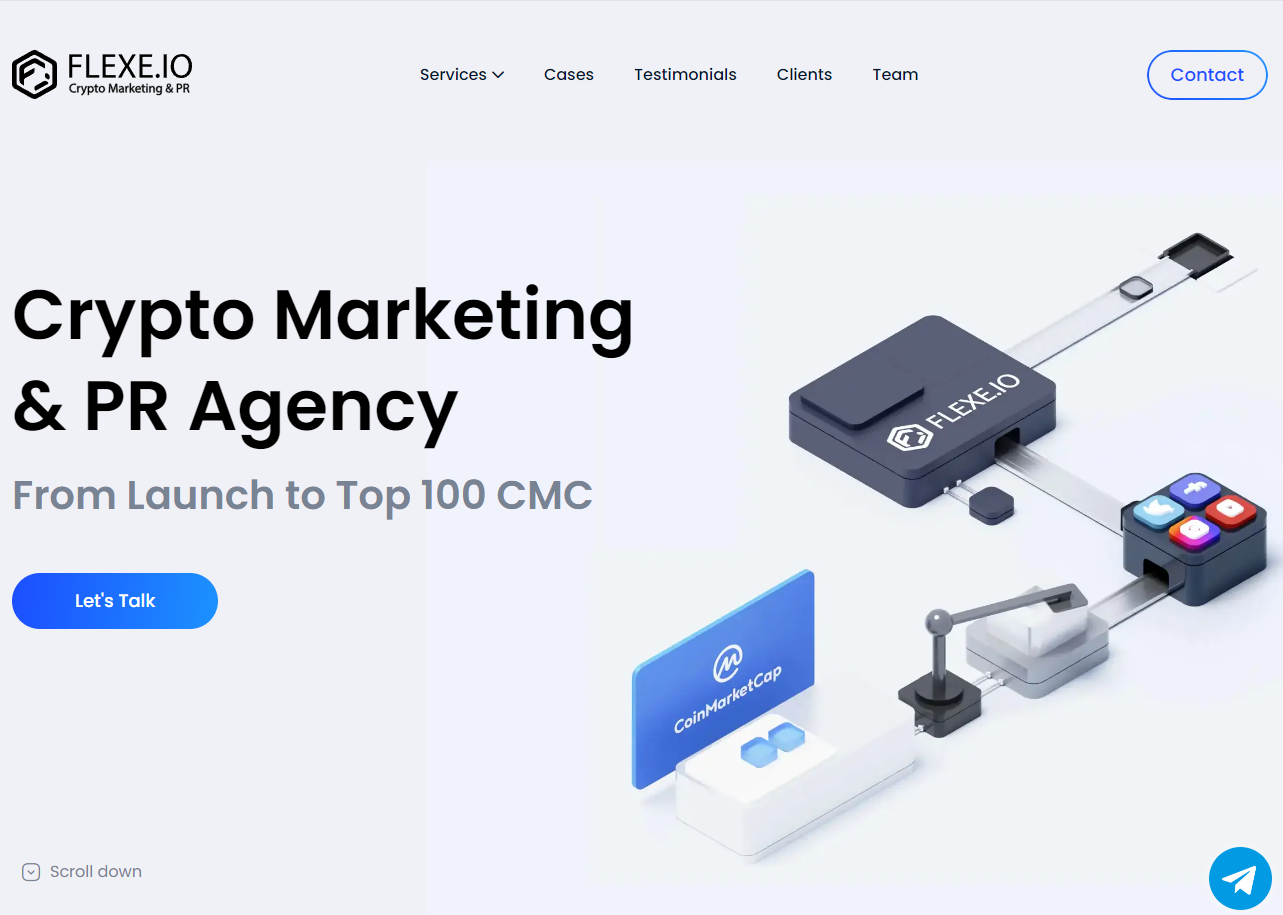 FLEXE.IO
Crypto Marketing & PR
Services
Cases
Testimonials
Clients
Team
Contact
Crypto Marketing
& PR Agency
From Launch to Top 100 CMC
Let's Talk
FLEXE.IO
CoinMarketCap
Scroll down